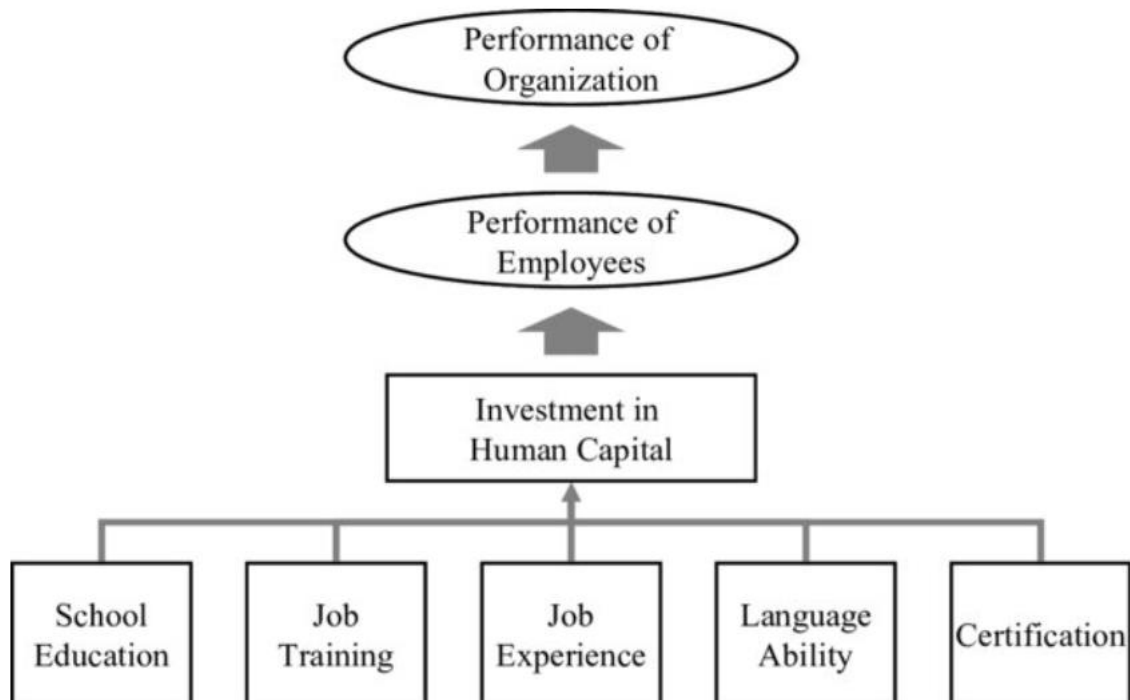 Performance of
Organization
Performance of
Employees
Investment in
Human Capital
School
Education
Job
Training
Job
Experience
Language
Ability
Certification